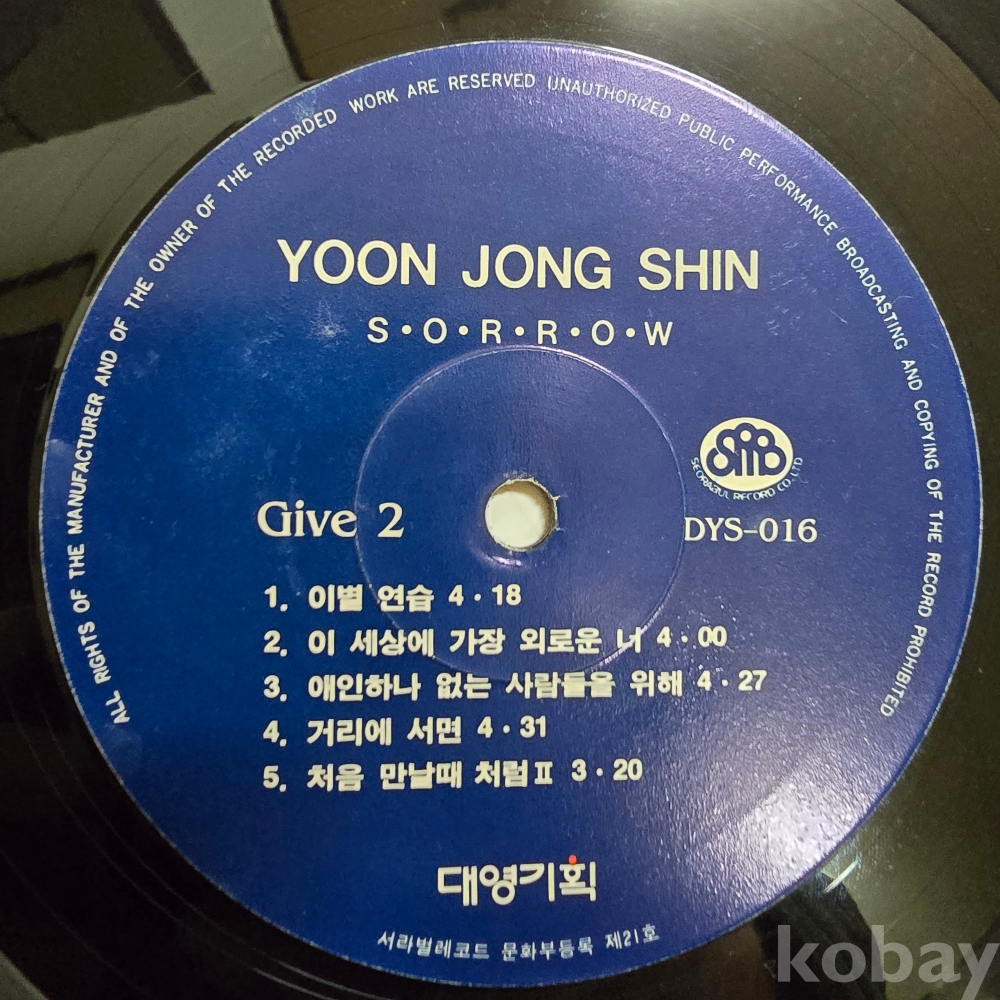 ALL RIGHTS OF THE MANUFACTURER AND OF THE OWNER OF THE RECORDED WORK ARE RESERVED UNAUTHORIZED PUBLIC PERFORMANCE BROADCASTING AND COPYING OF THE RECORD PROHIBITED
YOON JONG SHIN
S•O•R•R•O•W
SRB
SEORABUL RECORD CO., LTD
Give 2
DYS-016
1. 이별 연습 4·18
2. 이 세상에 가장 외로운 너 4·00
3. 애인하나 없는 사람들을 위해 4·27
4. 거리에 서면 4·31
5. 처음 만날때 처럼Ⅱ 3·20
대영기획
서라벌레코드 문화부등록 제21호
kobay